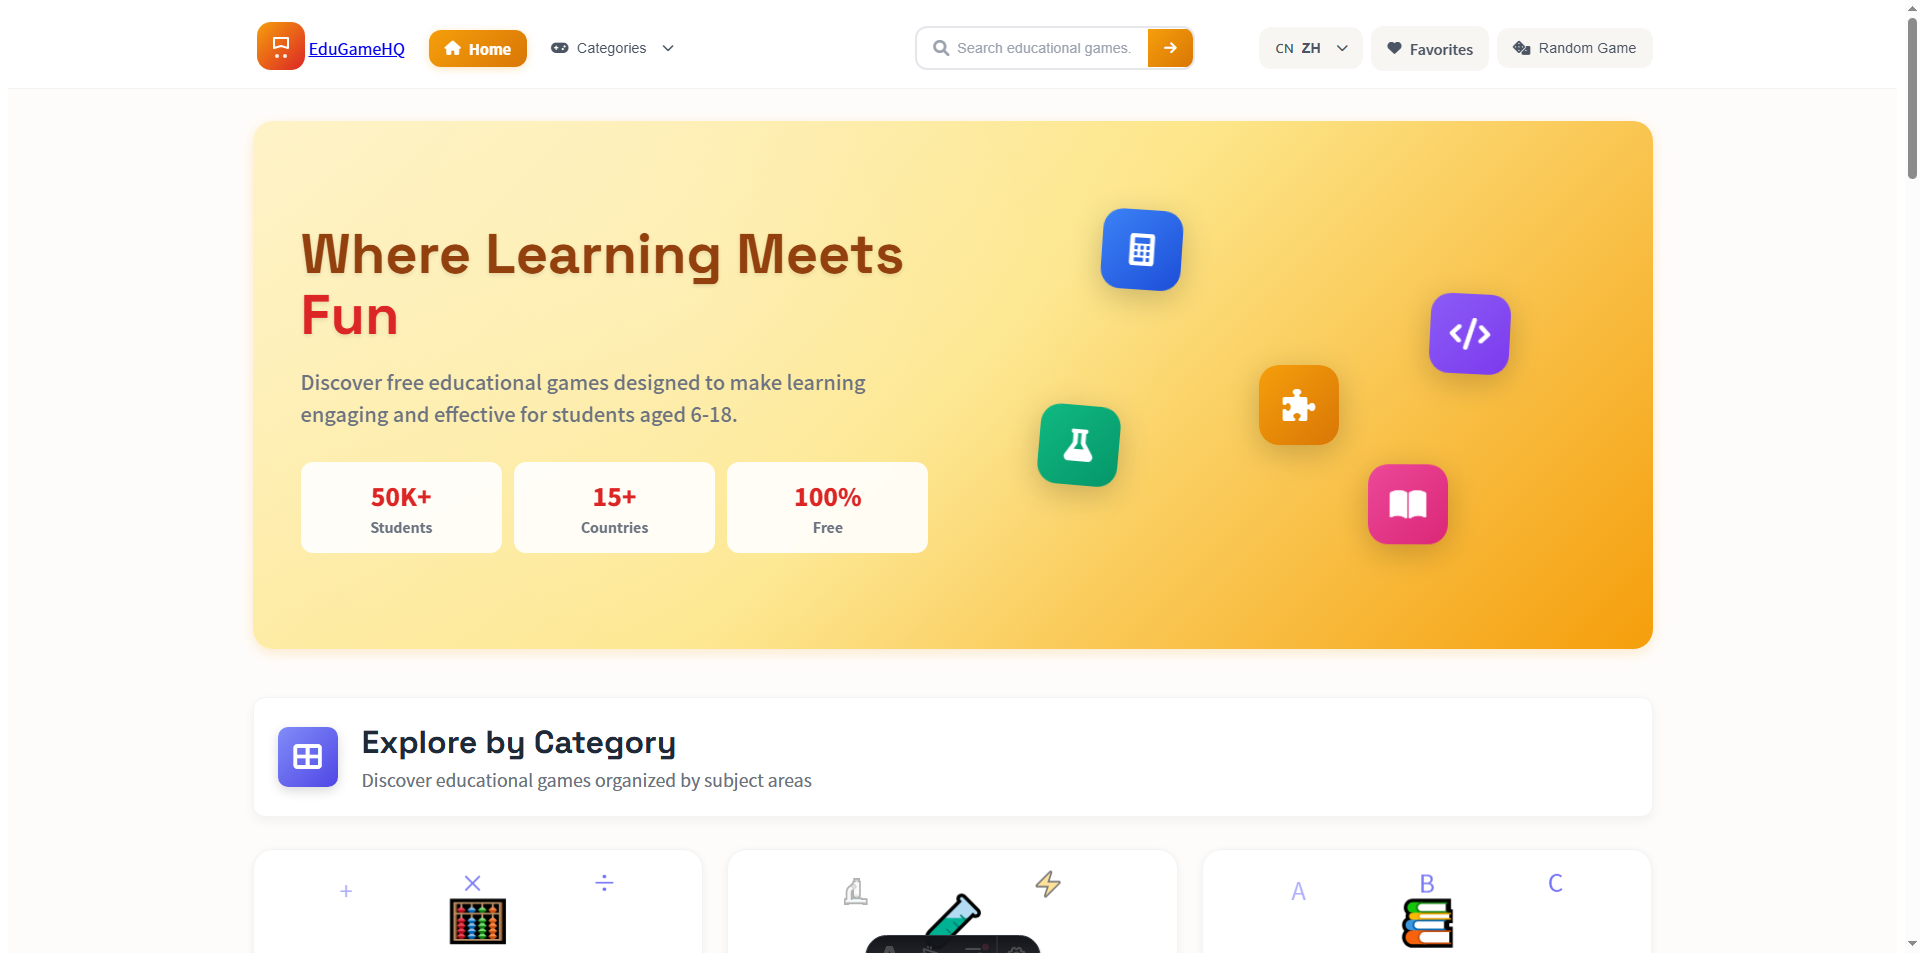 EduGameHQ
Home
Categories
Search educational games.
CN ZH
Favorites
Random Game
Where Learning Meets
Fun
Discover free educational games designed to make learning
engaging and effective for students aged 6-18.
50K+
Students
15+
Countries
100%
Free
Explore by Category
Discover educational games organized by subject areas
+ × ÷
A B C